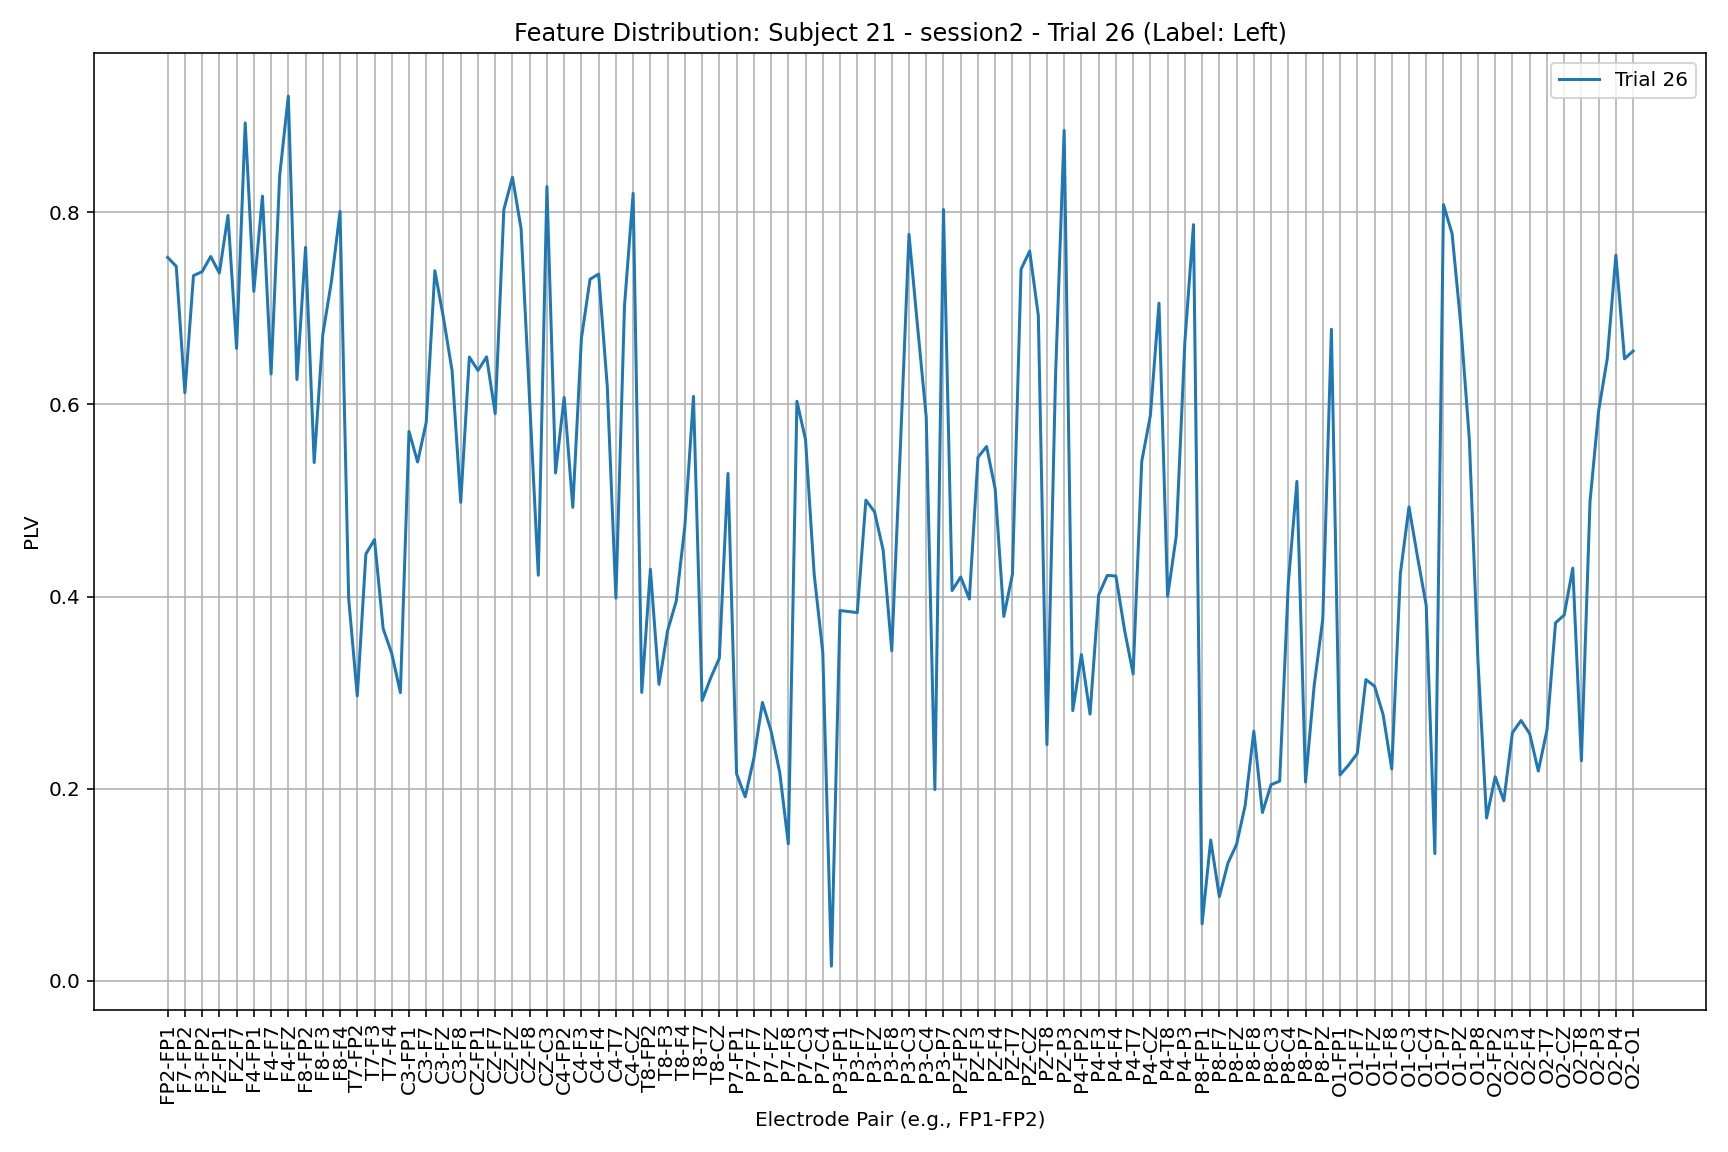 Feature Distribution: Subject 21 - session2 - Trial 26 (Label: Left)
Trial 26
PLV
0.8
0.6
0.4
0.2
0.0
FP2-FP1
F7-FP2
F3-FP2
FZ-FP1
FZ-F7
F4-FP1
F4-F7
F4-FZ
F8-FP2
F8-F3
F8-F4
T7-FP2
T7-F3
T7-F4
C3-FP1
C3-F7
C3-FZ
C3-F8
CZ-FP1
CZ-F7
CZ-FZ
CZ-F8
CZ-C3
C4-FP2
C4-F3
C4-F4
C4-T7
C4-CZ
T8-FP2
T8-F3
T8-F4
T8-T7
T8-CZ
P7-FP1
P7-F7
P7-FZ
P7-F8
P7-C3
P7-C4
P3-FP1
P3-F7
P3-FZ
P3-F8
P3-C3
P3-C4
P3-P7
PZ-FP2
PZ-F3
PZ-F4
PZ-T7
PZ-CZ
PZ-T8
PZ-P3
P4-FP2
P4-F3
P4-F4
P4-T7
P4-CZ
P4-T8
P4-P3
P8-FP1
P8-F7
P8-FZ
P8-F8
P8-C3
P8-C4
P8-P7
P8-PZ
O1-FP1
O1-F7
O1-FZ
O1-F8
O1-C3
O1-C4
O1-P7
O1-PZ
O1-P8
O2-FP2
O2-F3
O2-F4
O2-T7
O2-CZ
O2-T8
O2-P3
O2-P4
O2-O1
Electrode Pair (e.g., FP1-FP2)